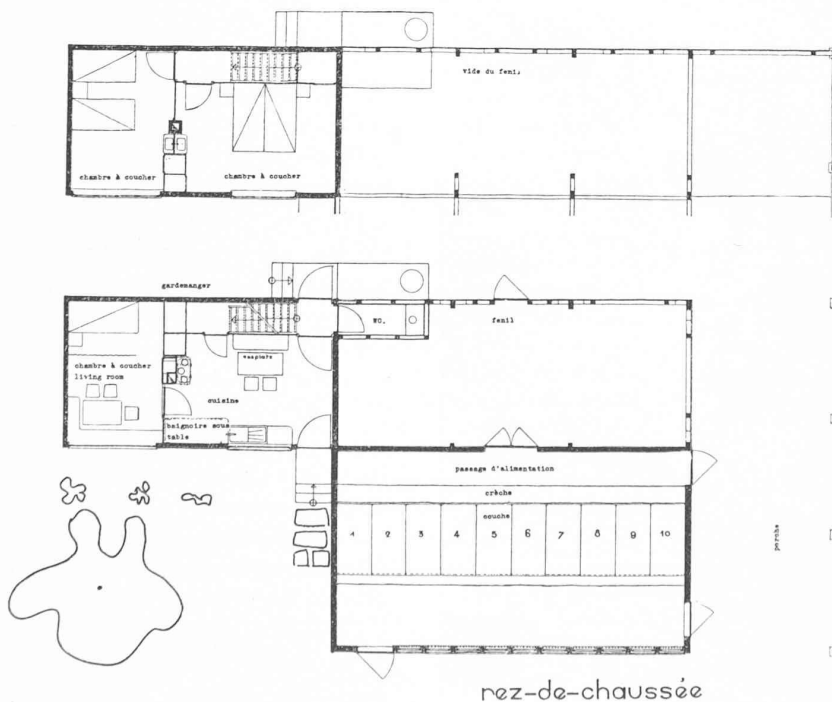 vide du fenil
chambre à coucher
chambre à coucher
gardemanger
WC.
fenil
chambre à coucher
living room
cuisine
baignoire sous
table
passage d'alimentation
crèche
couche
1 2 3 4 5 6 7 8 9 10
porche
rez-de-chaussée